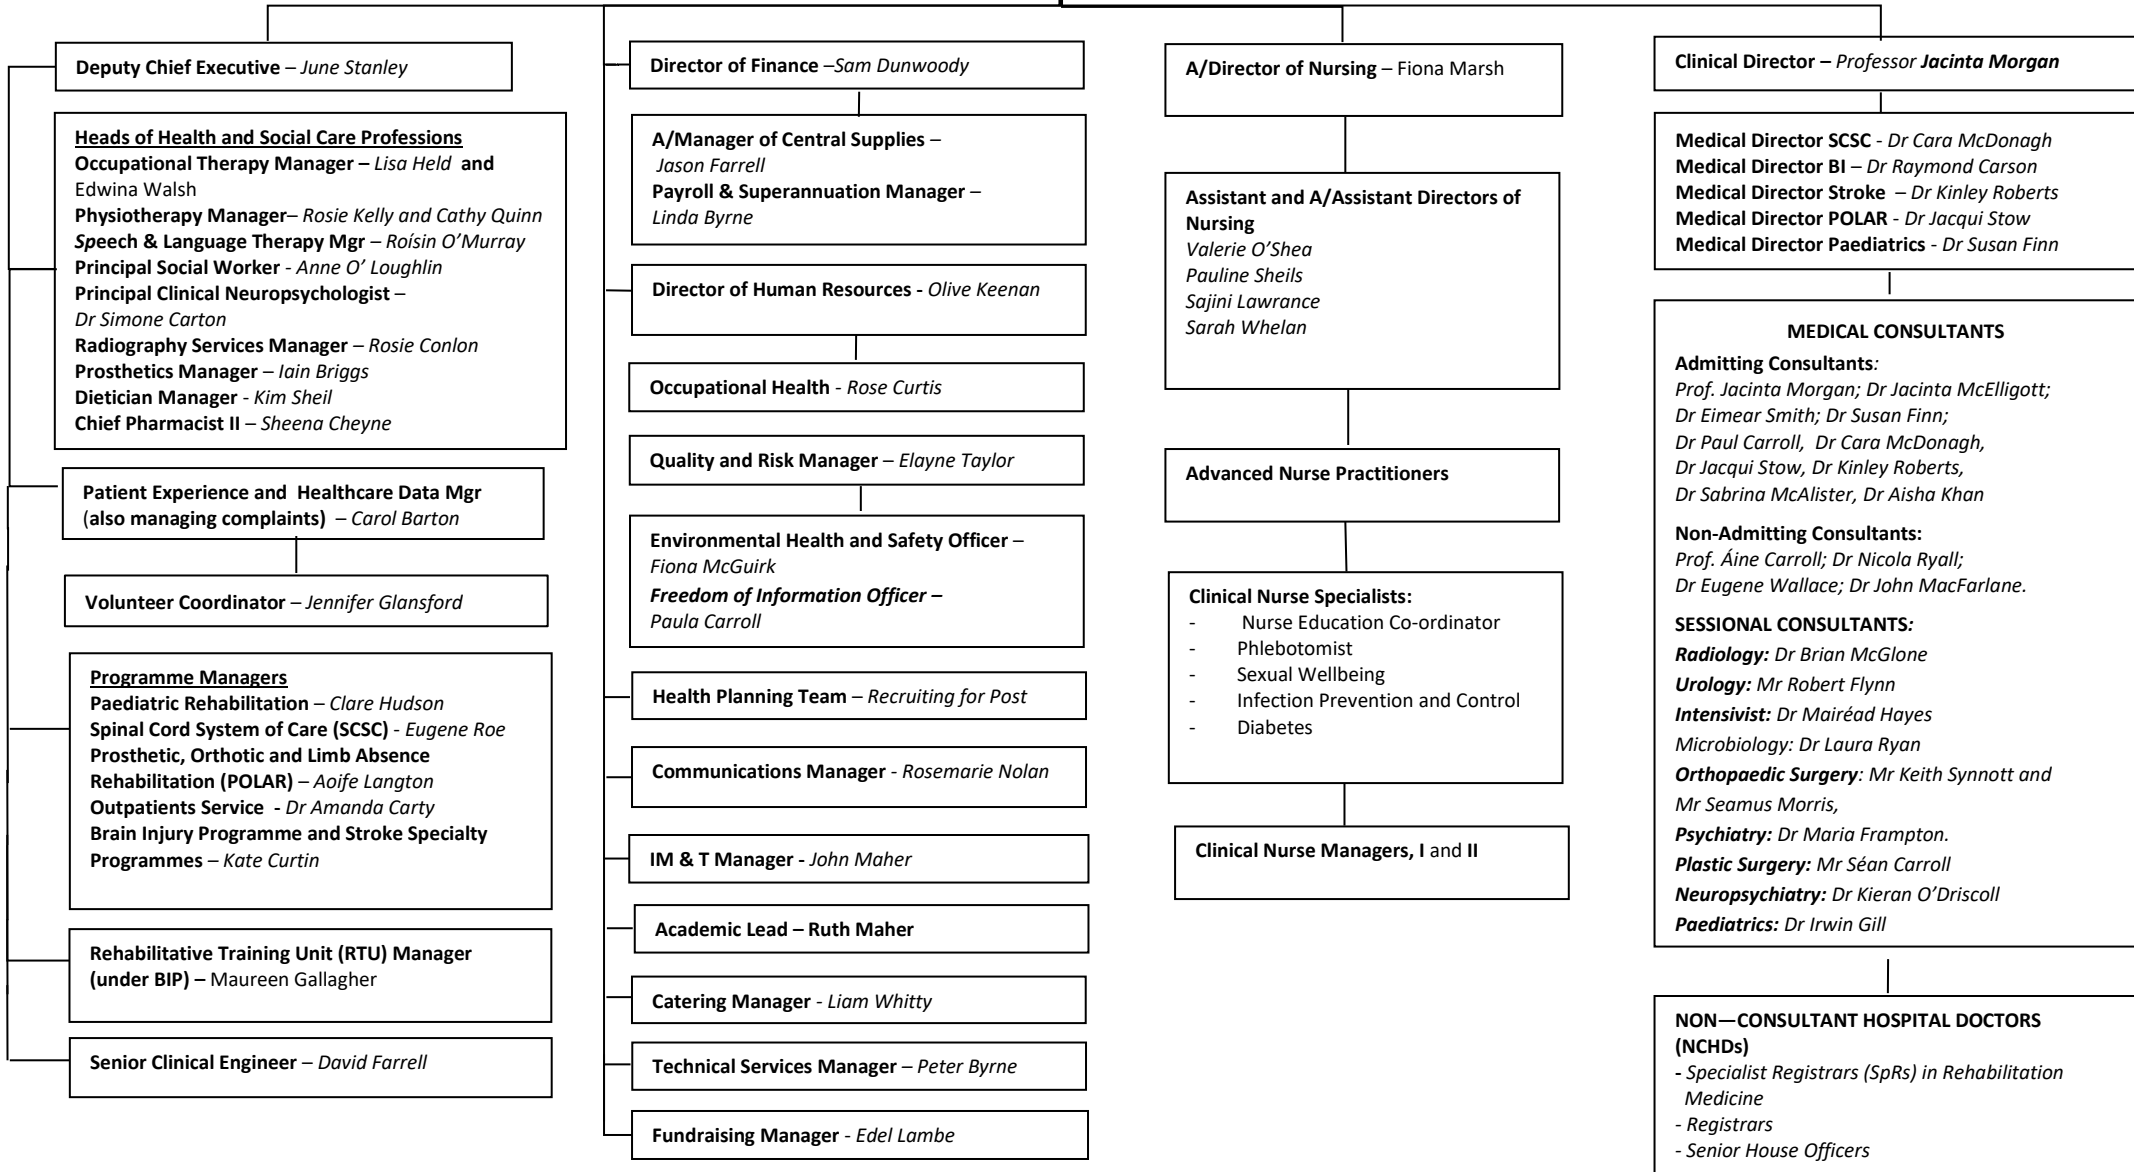 Deputy Chief Executive – June Stanley
Heads of Health and Social Care Professions
Occupational Therapy Manager – Lisa Held and
Edwina Walsh
Physiotherapy Manager– Rosie Kelly and Cathy Quinn
Speech & Language Therapy Mgr – Roísin O’Murray
Principal Social Worker - Anne O’ Loughlin
Principal Clinical Neuropsychologist –
Dr Simone Carton
Radiography Services Manager – Rosie Conlon
Prosthetics Manager – Iain Briggs
Dietician Manager - Kim Sheil
Chief Pharmacist II – Sheena Cheyne
Patient Experience and Healthcare Data Mgr
(also managing complaints) – Carol Barton
Volunteer Coordinator – Jennifer Glansford
Programme Managers
Paediatric Rehabilitation – Clare Hudson
Spinal Cord System of Care (SCSC) - Eugene Roe
Prosthetic, Orthotic and Limb Absence
Rehabilitation (POLAR) – Aoife Langton
Outpatients Service - Dr Amanda Carty
Brain Injury Programme and Stroke Specialty
Programmes – Kate Curtin
Rehabilitative Training Unit (RTU) Manager
(under BIP) – Maureen Gallagher
Senior Clinical Engineer – David Farrell
Director of Finance –Sam Dunwoody
A/Manager of Central Supplies –
Jason Farrell
Payroll & Superannuation Manager –
Linda Byrne
Director of Human Resources - Olive Keenan
Occupational Health - Rose Curtis
Quality and Risk Manager – Elayne Taylor
Environmental Health and Safety Officer –
Fiona McGuirk
Freedom of Information Officer –
Paula Carroll
Health Planning Team – Recruiting for Post
Communications Manager - Rosemarie Nolan
IM & T Manager - John Maher
Academic Lead – Ruth Maher
Catering Manager - Liam Whitty
Technical Services Manager – Peter Byrne
Fundraising Manager - Edel Lambe
A/Director of Nursing – Fiona Marsh
Assistant and A/Assistant Directors of
Nursing
Valerie O’Shea
Pauline Sheils
Sajini Lawrance
Sarah Whelan
Advanced Nurse Practitioners
Clinical Nurse Specialists:
- Nurse Education Co-ordinator
- Phlebotomist
- Sexual Wellbeing
- Infection Prevention and Control
- Diabetes
Clinical Nurse Managers, I and II
Clinical Director – Professor Jacinta Morgan
Medical Director SCSC - Dr Cara McDonagh
Medical Director BI – Dr Raymond Carson
Medical Director Stroke – Dr Kinley Roberts
Medical Director POLAR - Dr Jacqui Stow
Medical Director Paediatrics - Dr Susan Finn
MEDICAL CONSULTANTS
Admitting Consultants:
Prof. Jacinta Morgan; Dr Jacinta McElligott;
Dr Eimear Smith; Dr Susan Finn;
Dr Paul Carroll, Dr Cara McDonagh,
Dr Jacqui Stow, Dr Kinley Roberts,
Dr Sabrina McAlister, Dr Aisha Khan
Non-Admitting Consultants:
Prof. Áine Carroll; Dr Nicola Ryall;
Dr Eugene Wallace; Dr John MacFarlane.
SESSIONAL CONSULTANTS:
Radiology: Dr Brian McGlone
Urology: Mr Robert Flynn
Intensivist: Dr Mairéad Hayes
Microbiology: Dr Laura Ryan
Orthopaedic Surgery: Mr Keith Synnott and
Mr Seamus Morris,
Psychiatry: Dr Maria Frampton.
Plastic Surgery: Mr Séan Carroll
Neuropsychiatry: Dr Kieran O’Driscoll
Paediatrics: Dr Irwin Gill
NON—CONSULTANT HOSPITAL DOCTORS
(NCHDs)
- Specialist Registrars (SpRs) in Rehabilitation
Medicine
- Registrars
- Senior House Officers